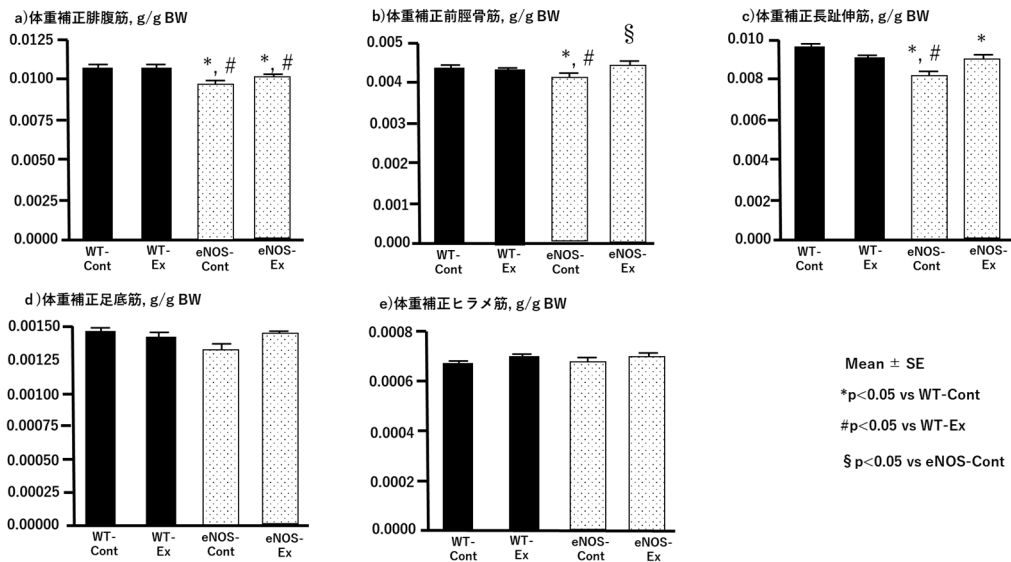 a)体重補正腓腹筋, g/g BW
0.0125
0.0100
0.0075
0.0050
0.0025
0.0000
*, #
*, #
WT-Cont
WT-Ex
eNOS-Cont
eNOS-Ex
b)体重補正前脛骨筋, g/g BW
0.005
0.004
0.003
0.002
0.001
0.000
*, #
§
WT-Cont
WT-Ex
eNOS-Cont
eNOS-Ex
c)体重補正長趾伸筋, g/g BW
0.010
0.008
0.006
0.004
0.002
0.000
*, #
*
WT-Cont
WT-Ex
eNOS-Cont
eNOS-Ex
d)体重補正足底筋, g/g BW
0.00150
0.00125
0.00100
0.00075
0.00050
0.00025
0.00000
WT-Cont
WT-Ex
eNOS-Cont
eNOS-Ex
e)体重補正ヒラメ筋, g/g BW
0.0008
0.0006
0.0004
0.0002
0.0000
WT-Cont
WT-Ex
eNOS-Cont
eNOS-Ex
Mean ± SE
*p<0.05 vs WT-Cont
#p<0.05 vs WT-Ex
§p<0.05 vs eNOS-Cont